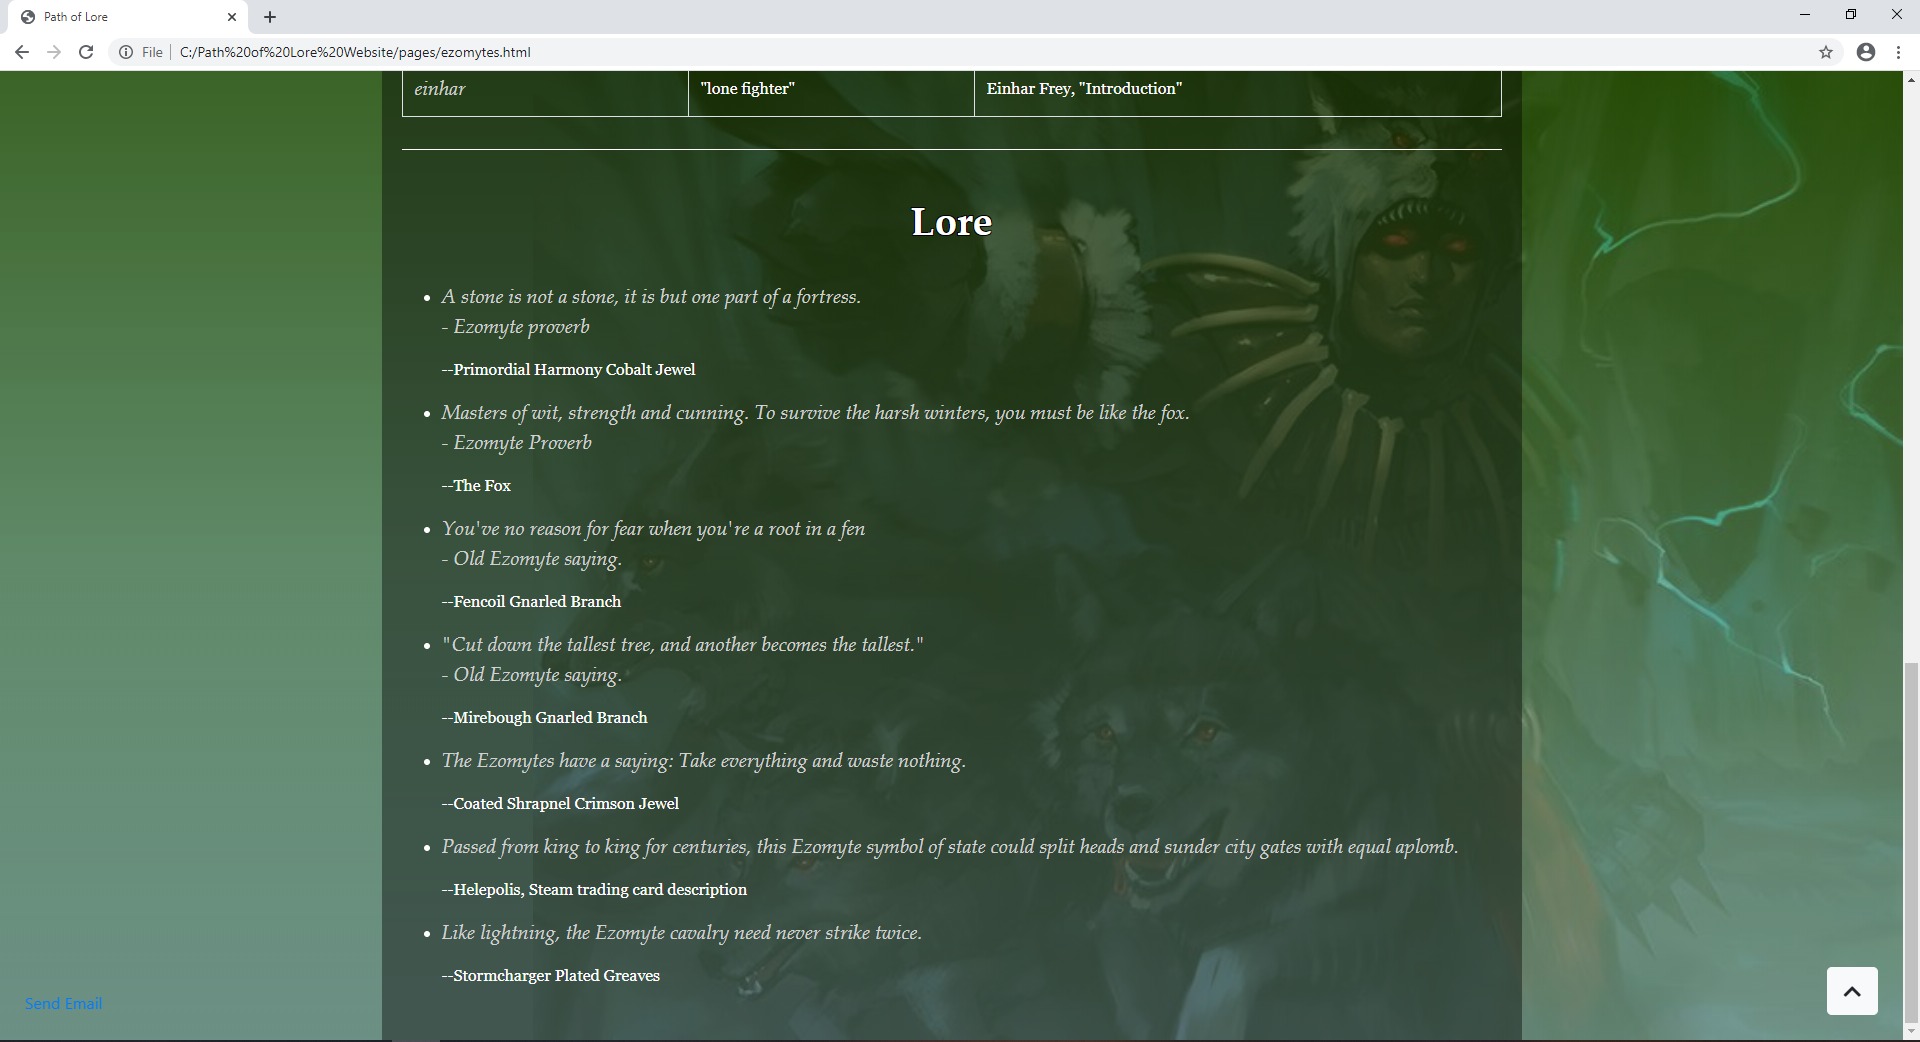 Path of Lore
File
C:/Path%20of%20Lore%20Website/pages/ezomytes.html
einhar
"lone fighter"
Einhar Frey, "Introduction"
Lore
• A stone is not a stone, it is but one part of a fortress.
- Ezomyte proverb
--Primordial Harmony Cobalt Jewel
• Masters of wit, strength and cunning. To survive the harsh winters, you must be like the fox.
- Ezomyte Proverb
--The Fox
• You've no reason for fear when you're a root in a fen
- Old Ezomyte saying.
--Fencoil Gnarled Branch
• "Cut down the tallest tree, and another becomes the tallest."
- Old Ezomyte saying.
--Mirebough Gnarled Branch
• The Ezomytes have a saying: Take everything and waste nothing.
--Coated Shrapnel Crimson Jewel
• Passed from king to king for centuries, this Ezomyte symbol of state could split heads and sunder city gates with equal aplomb.
--Helepolis, Steam trading card description
• Like lightning, the Ezomyte cavalry need never strike twice.
--Stormcharger Plated Greaves
Send Email